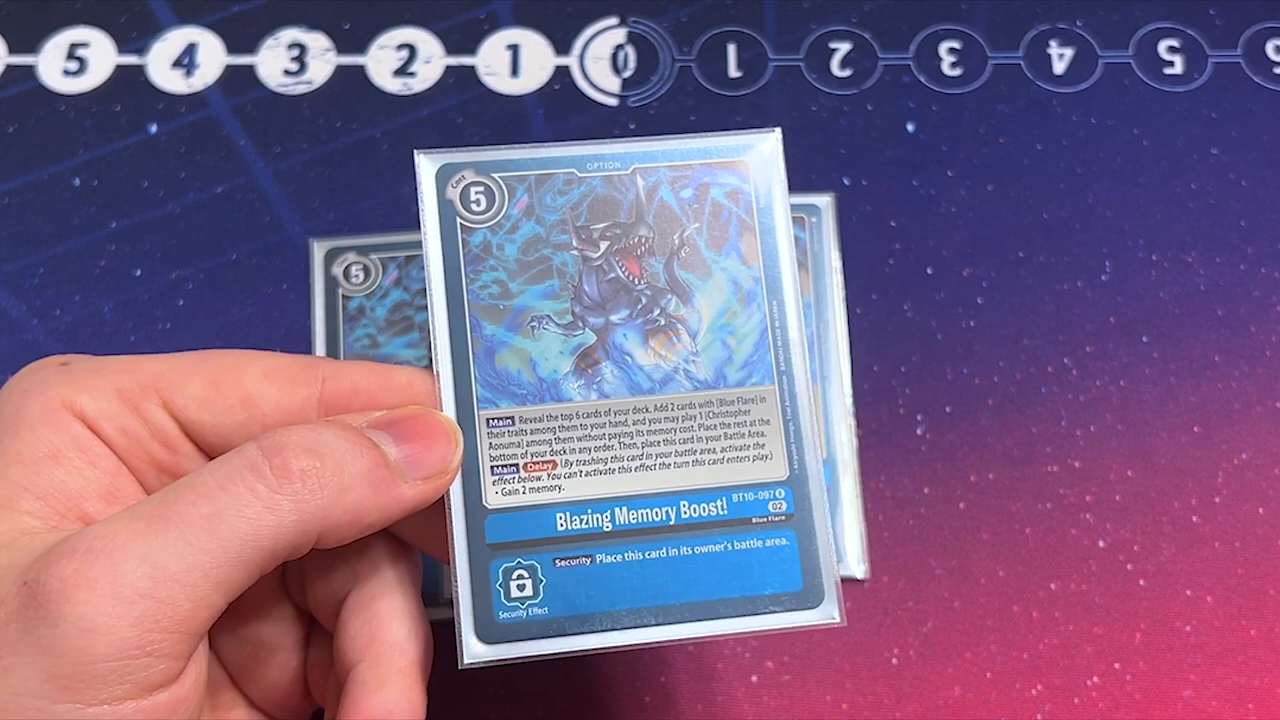 5 4 3 2 1 0 1 2 3 4 5 6
OPTION
Cost
5
5
Main Reveal the top 6 cards of your deck. Add 2 cards with [Blue Flare] in
their traits among them to your hand, and you may play 1 [Christopher
Aonuma] among them without paying its memory cost. Place the rest at the
bottom of your deck in any order. Then, place this card in your Battle Area.
Main Delay (By trashing this card in your battle area, activate the
effect below. You can't activate this effect the turn this card enters play.)
• Gain 2 memory.
Blazing Memory Boost!
BT10-097 R
02
Blue Flare
Security Place this card in its owner's battle area.
Security Effect
BANDAI MADE IN JAPAN